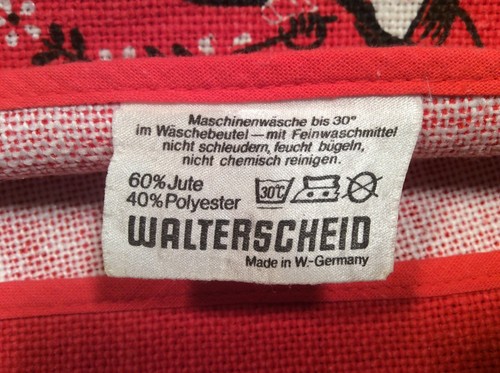 Maschinenwäsche bis 30°
im Wäschebeutel — mit Feinwaschmittel
nicht schleudern, feucht bügeln,
nicht chemisch reinigen.
60% Jute
40% Polyester
30°C
WALTERSCHEID
Made in W.-Germany